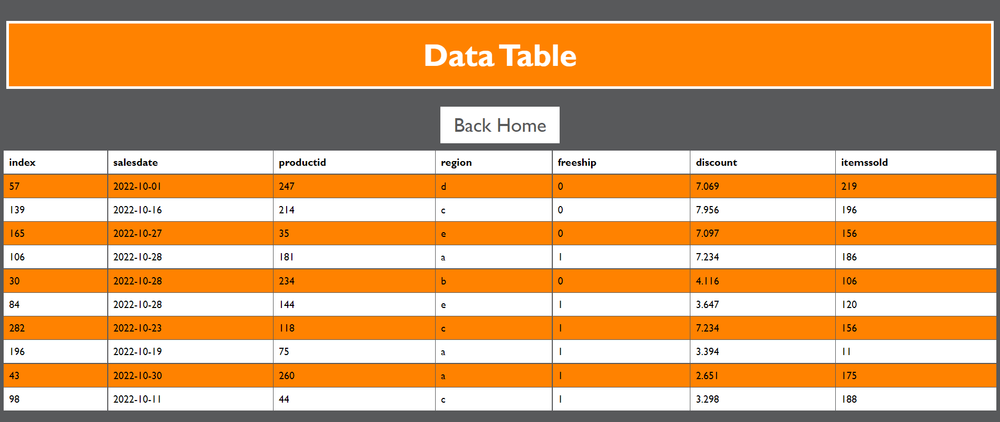 Data Table
Back Home
index salesdate productid region freeship discount itemssold
57 2022-10-01 247 d 0 7.069 219
139 2022-10-16 214 c 0 7.956 196
165 2022-10-27 35 e 0 7.097 156
106 2022-10-28 181 a 1 7.234 186
30 2022-10-28 234 b 0 4.116 106
84 2022-10-28 144 e 1 3.647 120
282 2022-10-23 118 c 1 7.234 156
196 2022-10-19 75 a 1 3.394 11
43 2022-10-30 260 a 1 2.651 175
98 2022-10-11 44 c 1 3.298 188